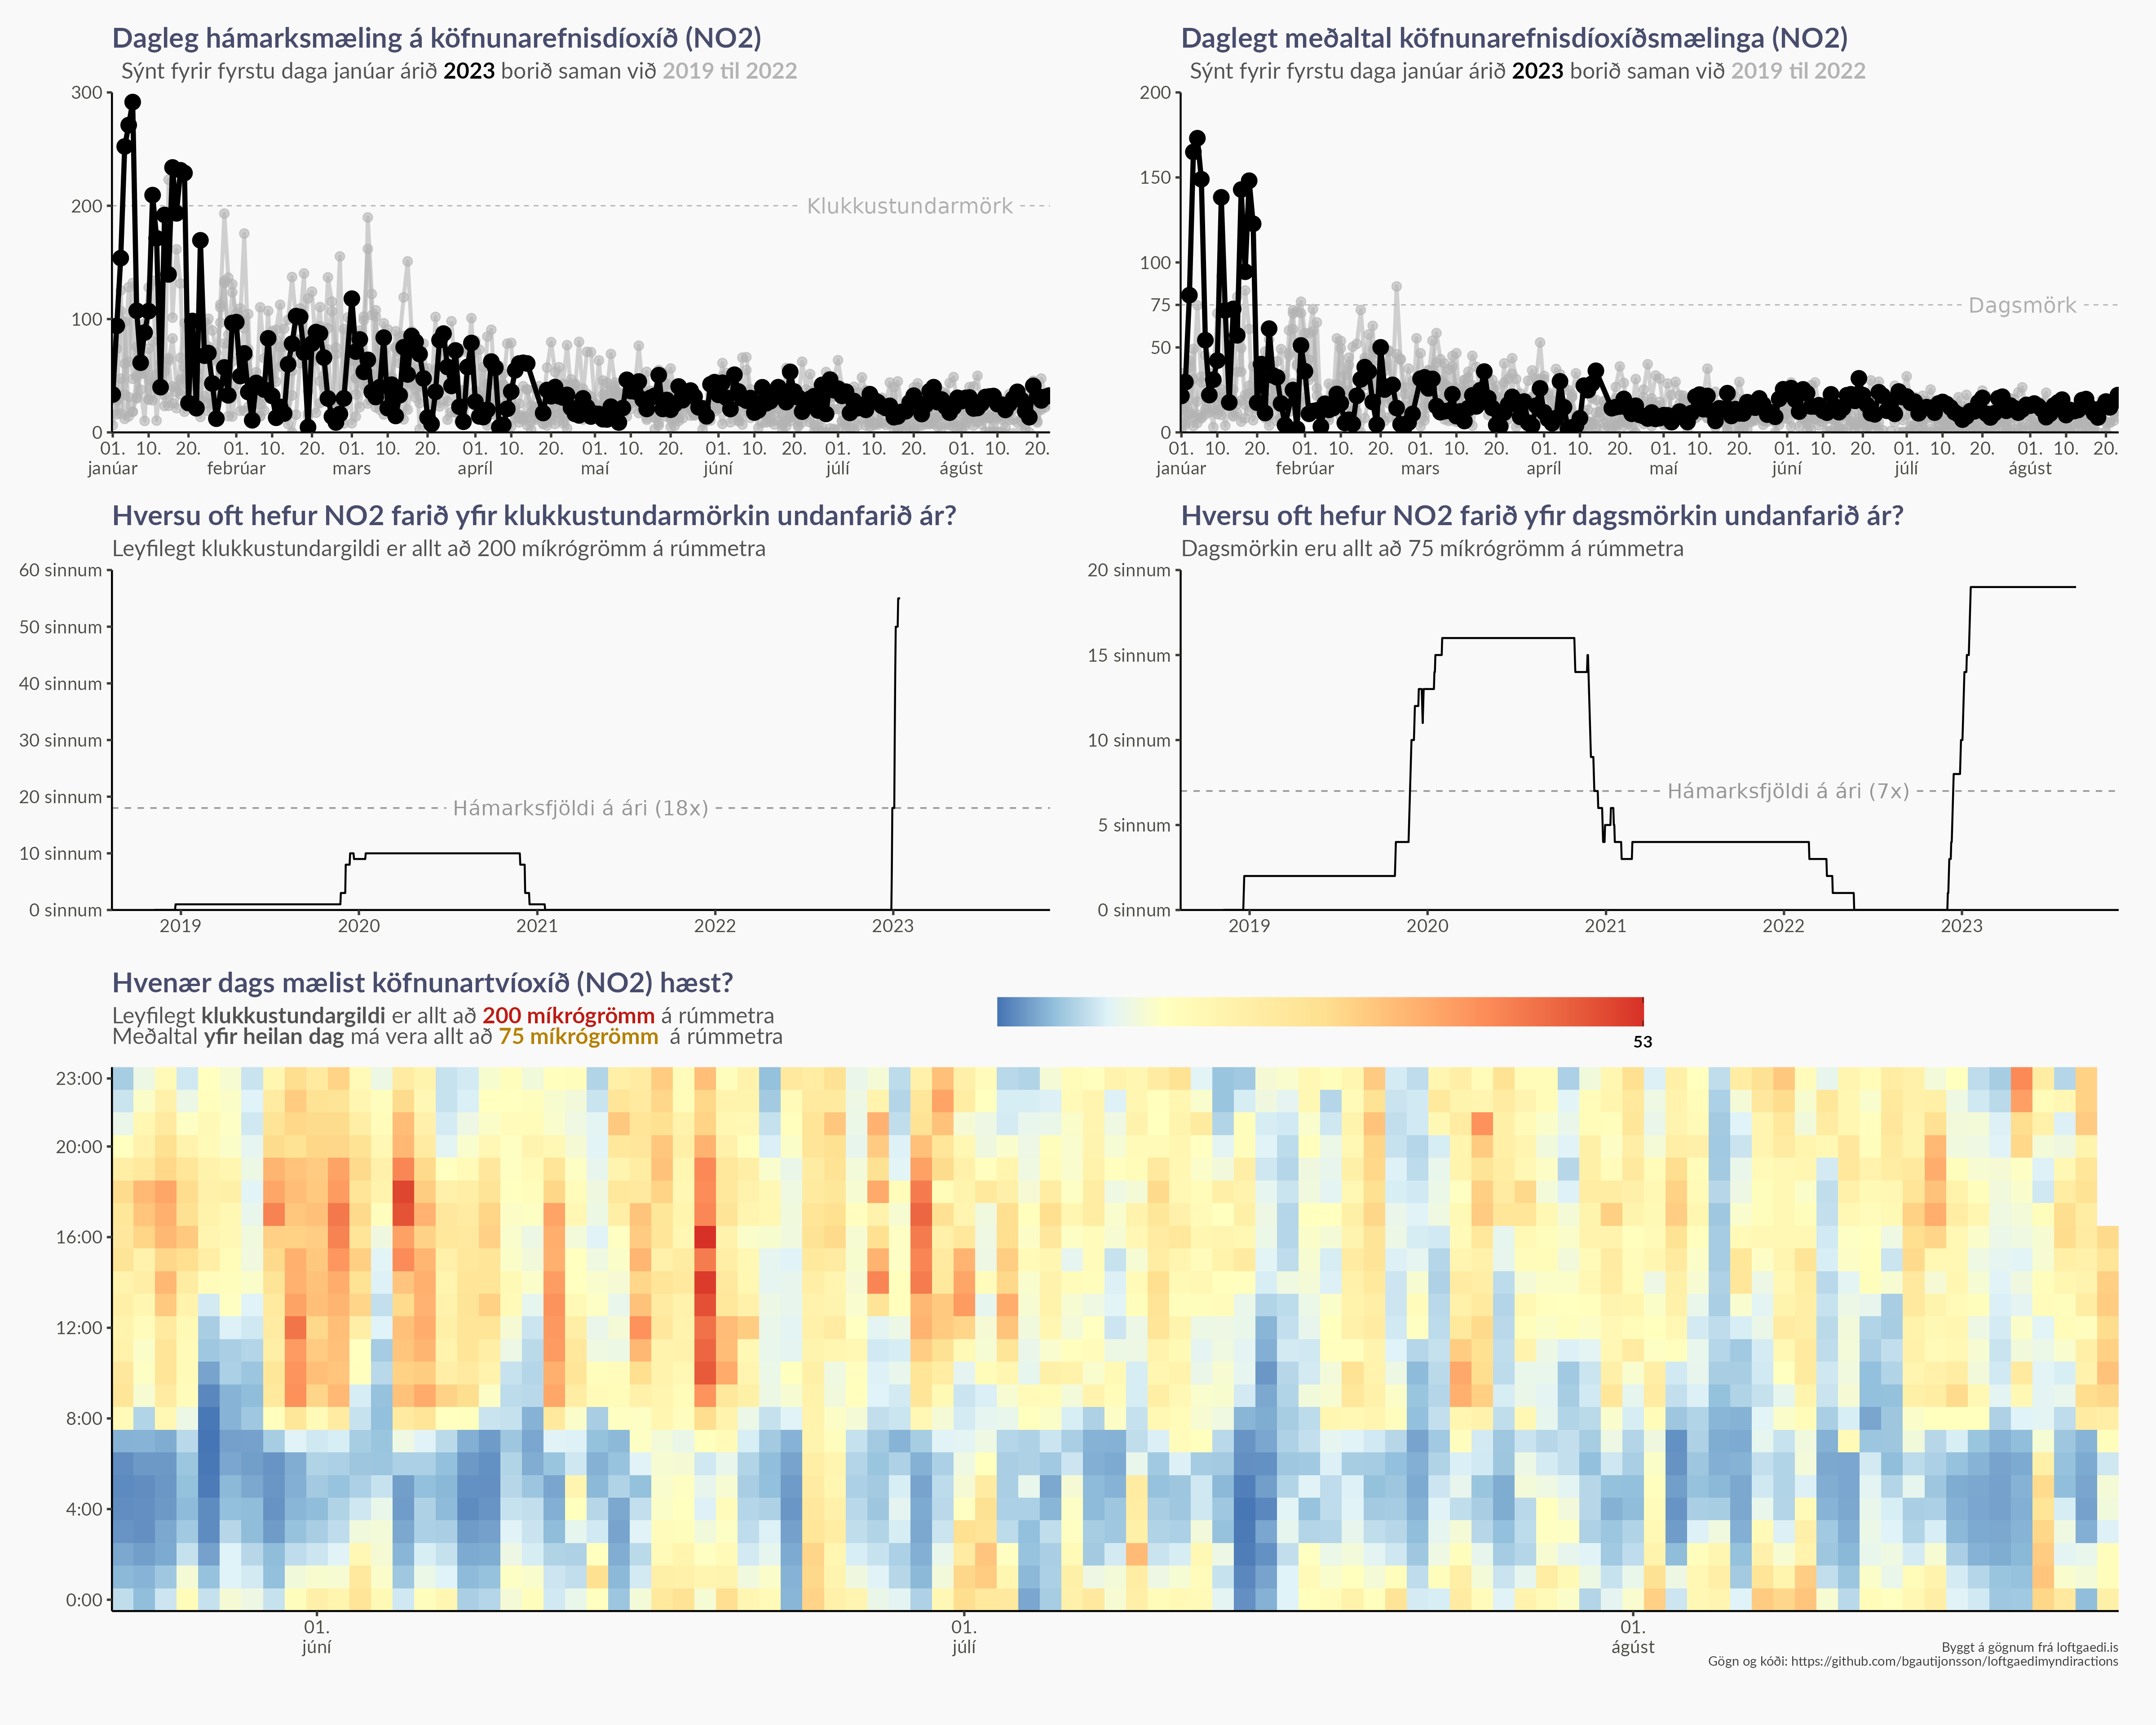 Dagleg hámarksmæling á köfnunarefnisdíoxíð (NO2)
Sýnt fyrir fyrstu daga janúar árið 2023 borið saman við 2019 til 2022
300
200
100
0
Klukkustundarmörk
01. 10. 20. 01. 10. 20. 01. 10. 20. 01. 10. 20. 01. 10. 20. 01. 10. 20. 01. 10. 20. 01. 10. 20.
janúar febrúar mars apríl maí júní júlí ágúst
Daglegt meðaltal köfnunarefnisdíoxíðsmælinga (NO2)
Sýnt fyrir fyrstu daga janúar árið 2023 borið saman við 2019 til 2022
200
150
100
75
50
0
Dagsmörk
01. 10. 20. 01. 10. 20. 01. 10. 20. 01. 10. 20. 01. 10. 20. 01. 10. 20. 01. 10. 20. 01. 10. 20.
janúar febrúar mars apríl maí júní júlí ágúst
Hversu oft hefur NO2 farið yfir klukkustundarmörkin undanfarið ár?
Leyfilegt klukkustundargildi er allt að 200 míkrógrömm á rúmmetra
60 sinnum
50 sinnum
40 sinnum
30 sinnum
20 sinnum
10 sinnum
0 sinnum
Hámarksfjöldi á ári (18x)
2019 2020 2021 2022 2023
Hversu oft hefur NO2 farið yfir dagsmörkin undanfarið ár?
Dagsmörkin eru allt að 75 míkrógrömm á rúmmetra
20 sinnum
15 sinnum
10 sinnum
5 sinnum
0 sinnum
Hámarksfjöldi á ári (7x)
2019 2020 2021 2022 2023
Hvenær dags mælist köfnunartvíoxíð (NO2) hæst?
Leyfilegt klukkustundargildi er allt að 200 míkrógrömm á rúmmetra
Meðaltal yfir heilan dag má vera allt að 75 míkrógrömm á rúmmetra
53
23:00
20:00
16:00
12:00
8:00
4:00
0:00
01. 01. 01.
júní júlí ágúst
Byggt á gögnum frá loftgaedi.is
Gögn og kóði: https://github.com/bgautijonsson/loftgaedimyndiractions